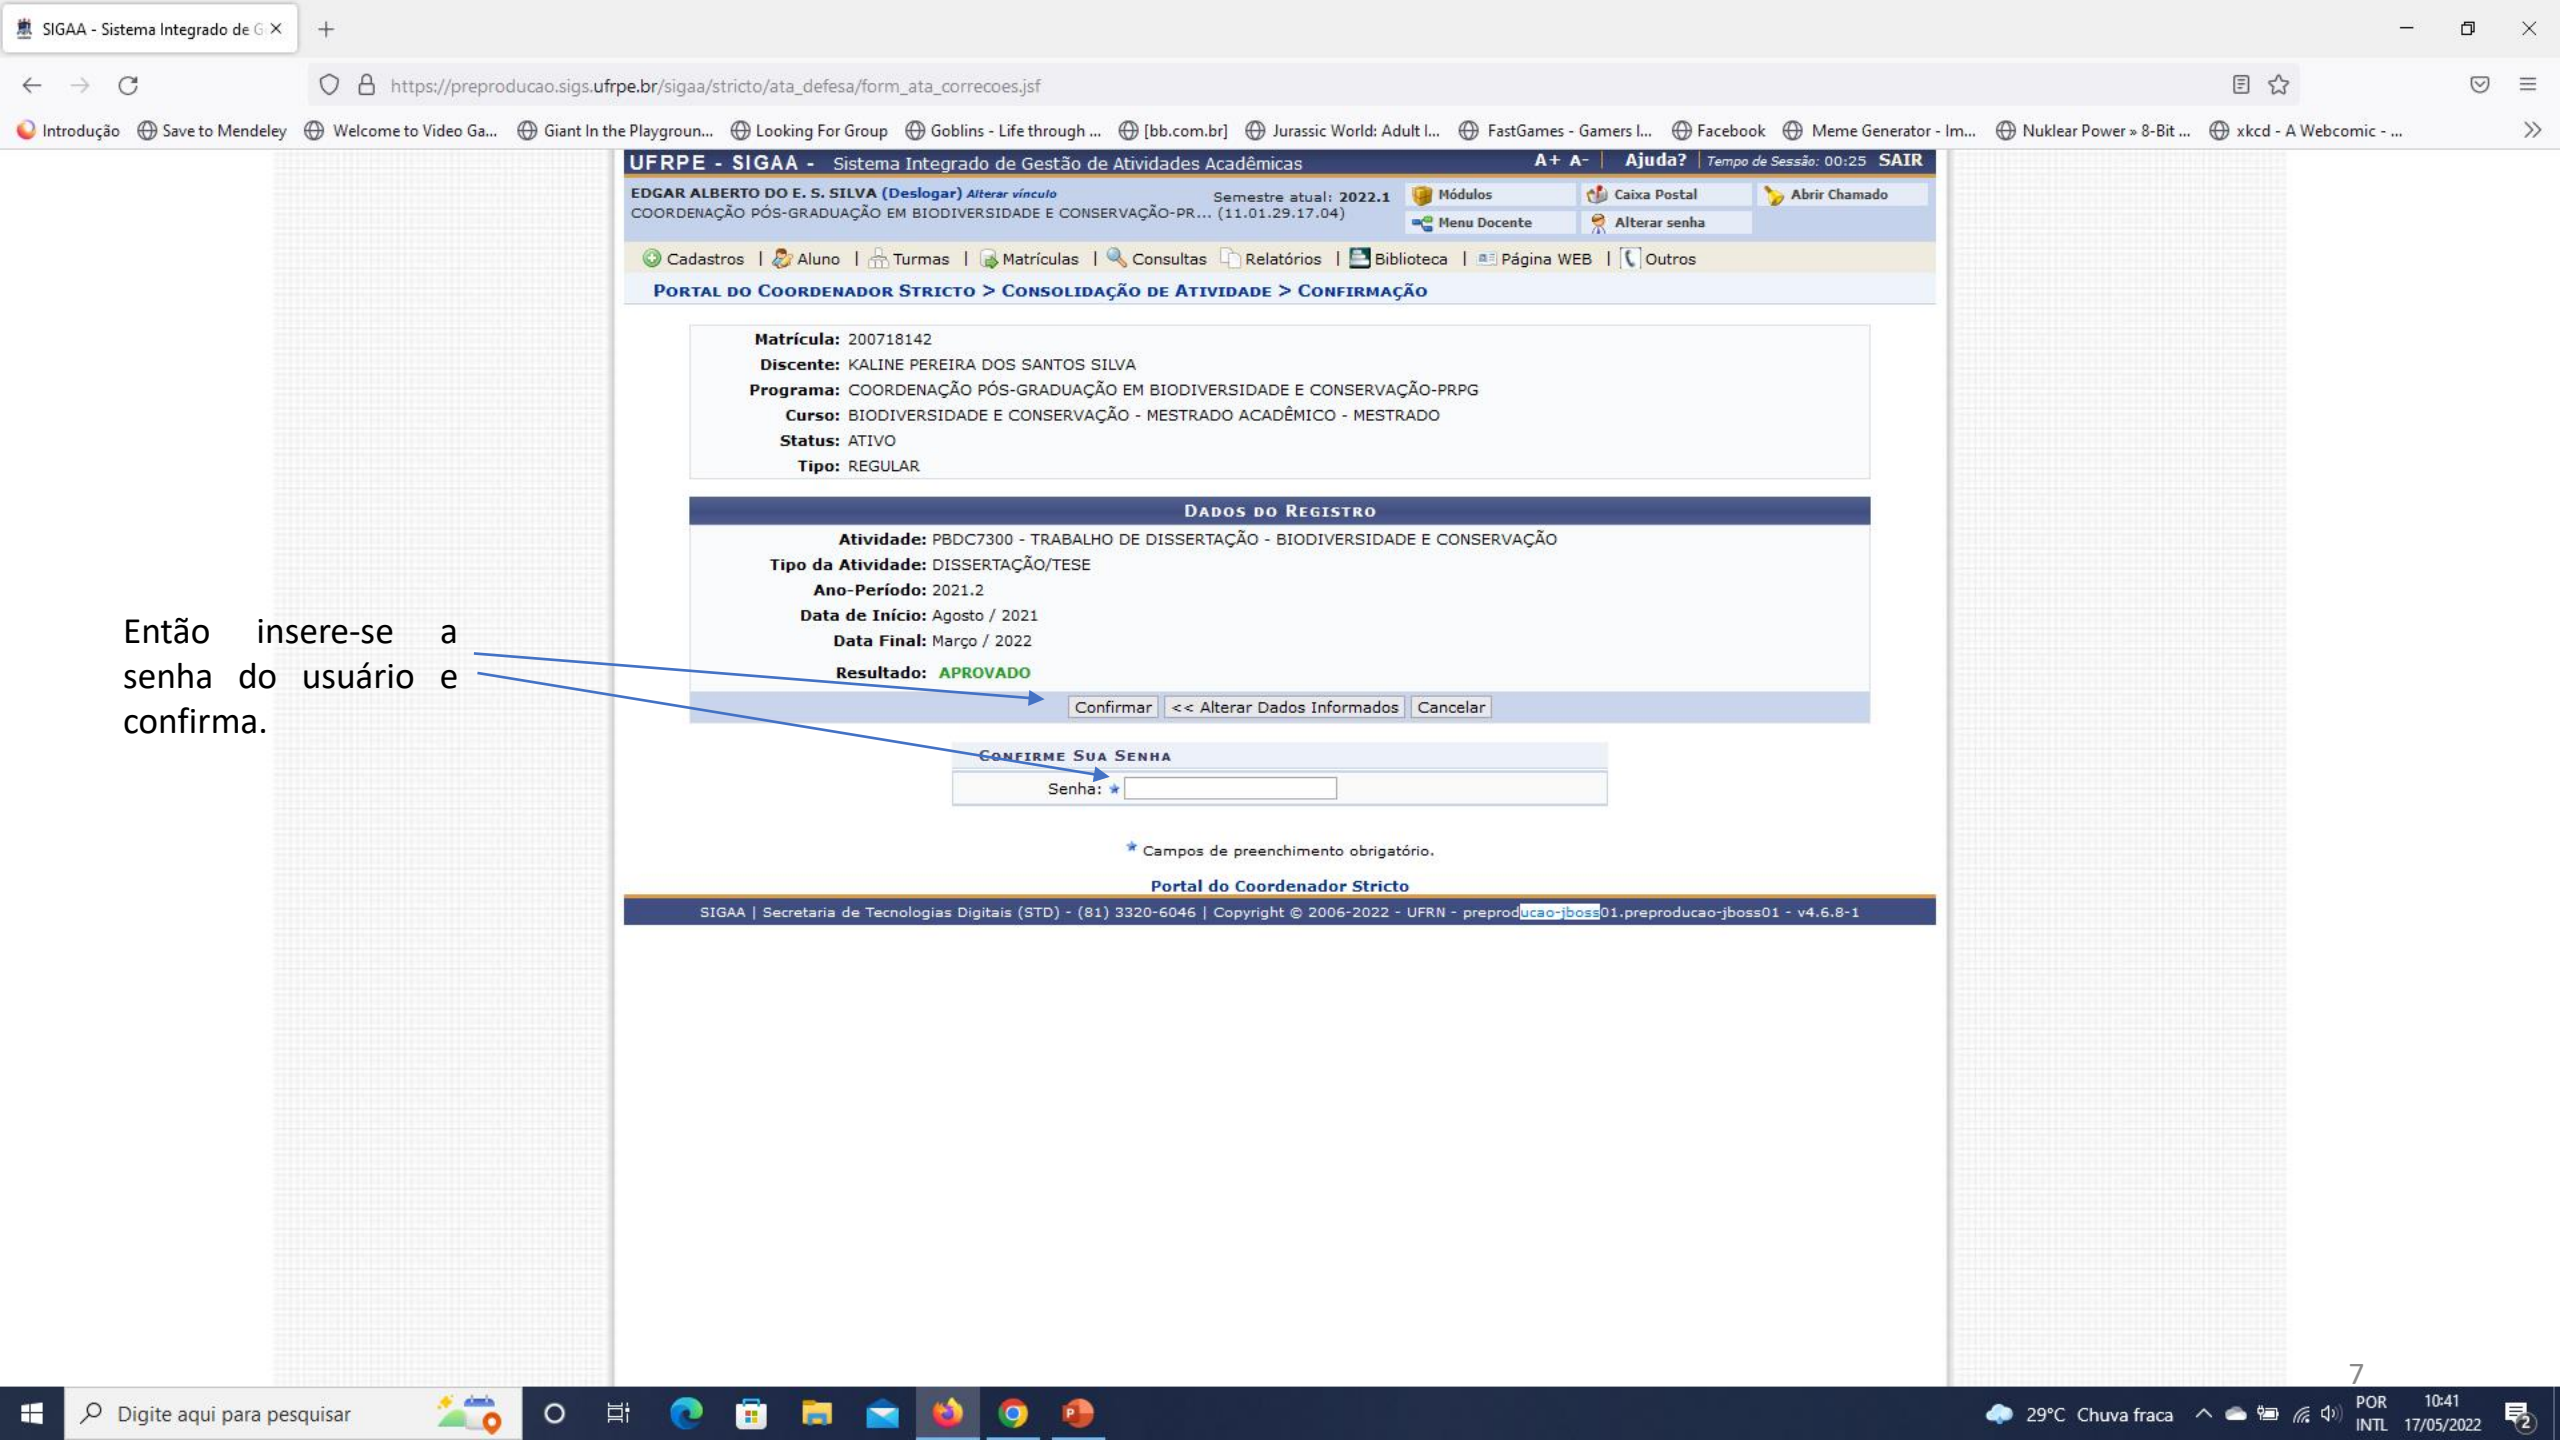 SIGAA - Sistema Integrado de G
https://preproducao.sigs.ufrpe.br/sigaa/stricto/ata_defesa/form_ata_correcoes.jsf
Introdução Save to Mendeley Welcome to Video Ga... Giant In the Playgroun... Looking For Group Goblins - Life through ... [bb.com.br] Jurassic World: Adult I... FastGames - Gamers I... Facebook Meme Generator - Im... Nuklear Power » 8-Bit ... xkcd - A Webcomic - ...
UFRPE - SIGAA - Sistema Integrado de Gestão de Atividades Acadêmicas A+ A- | Ajuda? | Tempo de Sessão: 00:25 SAIR
EDGAR ALBERTO DO E. S. SILVA (Deslogar) Alterar vínculo Semestre atual: 2022.1 Módulos Caixa Postal Abrir Chamado
COORDENAÇÃO PÓS-GRADUAÇÃO EM BIODIVERSIDADE E CONSERVAÇÃO-PR... (11.01.29.17.04)
Menu Docente Alterar senha
Cadastros | Aluno | Turmas | Matrículas | Consultas Relatórios | Biblioteca | Página WEB | Outros
PORTAL DO COORDENADOR STRICTO > CONSOLIDAÇÃO DE ATIVIDADE > CONFIRMAÇÃO
Matrícula: 200718142
Discente: KALINE PEREIRA DOS SANTOS SILVA
Programa: COORDENAÇÃO PÓS-GRADUAÇÃO EM BIODIVERSIDADE E CONSERVAÇÃO-PRPG
Curso: BIODIVERSIDADE E CONSERVAÇÃO - MESTRADO ACADÊMICO - MESTRADO
Status: ATIVO
Tipo: REGULAR
DADOS DO REGISTRO
Atividade: PBDC7300 - TRABALHO DE DISSERTAÇÃO - BIODIVERSIDADE E CONSERVAÇÃO
Tipo da Atividade: DISSERTAÇÃO/TESE
Ano-Período: 2021.2
Data de Início: Agosto / 2021
Data Final: Março / 2022
Resultado: APROVADO
Confirmar << Alterar Dados Informados Cancelar
Então insere-se a
senha do usuário e
confirma.
CONFIRME SUA SENHA
Senha: ★
★ Campos de preenchimento obrigatório.
Portal do Coordenador Stricto
SIGAA | Secretaria de Tecnologias Digitais (STD) - (81) 3320-6046 | Copyright © 2006-2022 - UFRN - preproducao-jboss01.preproducao-jboss01 - v4.6.8-1
7
Digite aqui para pesquisar
29°C Chuva fraca
POR 10:41
INTL 17/05/2022
2